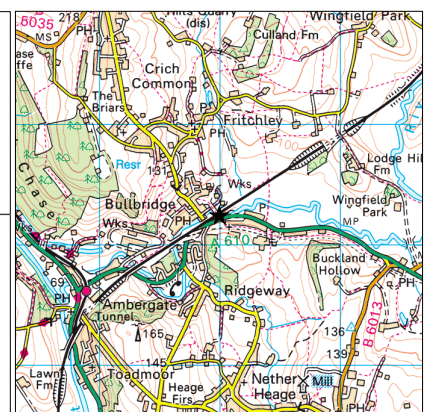 Hilts Quarry
(dis)
Wingfield Park
5035
218
MS
PH
Culland Fm
Crich
Common
The
Briars
P
Fritchley
PH
100
Resr
131
Lodge Hill
Fm
Chase
Wks
Wingfield
Park
Bullbridge
Wks
PH
P
MP
A 610
Buckland
Hollow
69
PH
PH
Ridgeway
Ambergate
Tunnel
165
136
B 6013
139
145
Lawn
Fm
Toadmoor
Heage
Firs
Nether
Heage
Mill
PH